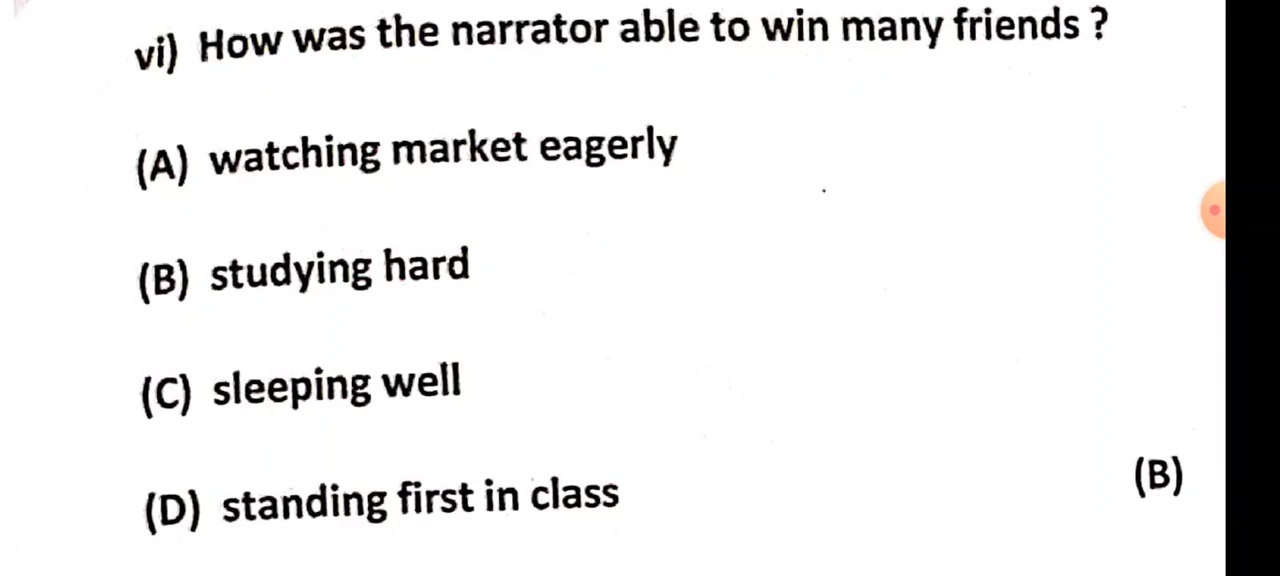 vi) How was the narrator able to win many friends ?
(A) watching market eagerly
(B) studying hard
(C) sleeping well
(D) standing first in class
(B)